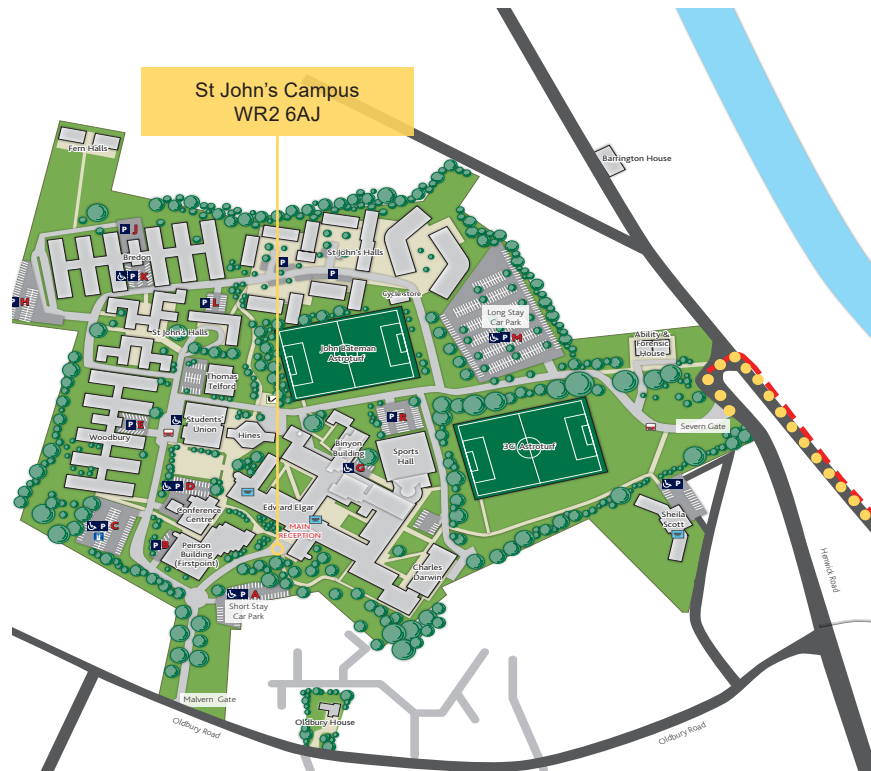 St John's Campus
WR2 6AJ
Barrington House
Fern Halls
P J
Bredon
P K
St John's Halls
P
P
Cycle store
P H
P L
Long Stay
Car Park
P M
St John's Halls
John Bateman
Astroturf
Ability &
Forensic
House
Thomas
Telford
P R
Students'
Union
Hines
Binyon
Building
Woodbury
Sports
Hall
3G Astroturf
Severn Gate
P G
P D
P
Edward Elgar
Conference
Centre
MAIN
RECEPTION
Sheila
Scott
P C
P
Peirson
Building
(Firstpoint)
Charles
Darwin
Henwick Road
P A
Short Stay
Car Park
Malvern Gate
Oldbury Road
Oldbury House
Oldbury Road